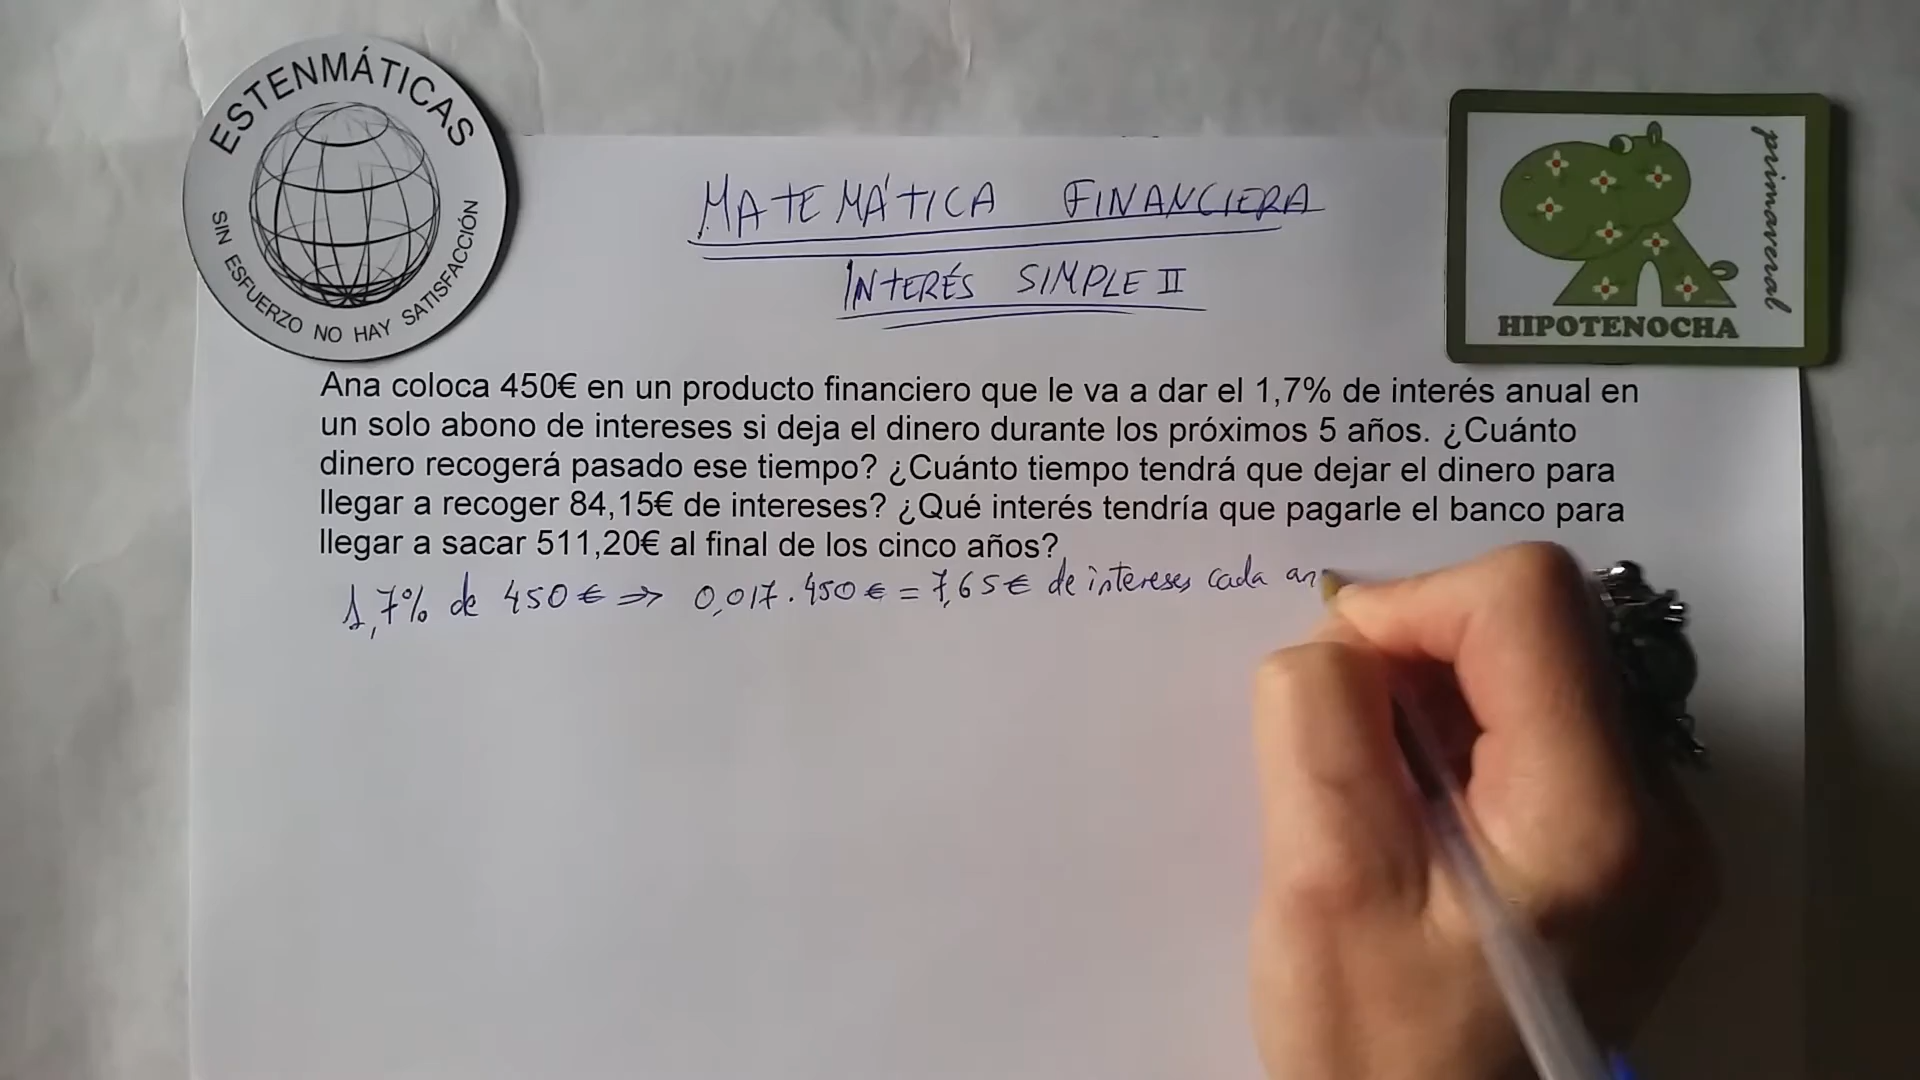 ESTENMÁTICAS
SIN ESFUERZO NO HAY SATISFACCIÓN
MATEMÁTICA FINANCIERA
INTERÉS SIMPLE II
primaveral
HIPOTENOCHA
Ana coloca 450€ en un producto financiero que le va a dar el 1,7% de interés anual en
un solo abono de intereses si deja el dinero durante los próximos 5 años. ¿Cuánto
dinero recogerá pasado ese tiempo? ¿Cuánto tiempo tendrá que dejar el dinero para
llegar a recoger 84,15€ de intereses? ¿Qué interés tendría que pagarle el banco para
llegar a sacar 511,20€ al final de los cinco años?
1,7% de 450€ ⇒ 0,017 . 450€ = 7,65€ de intereses cada an